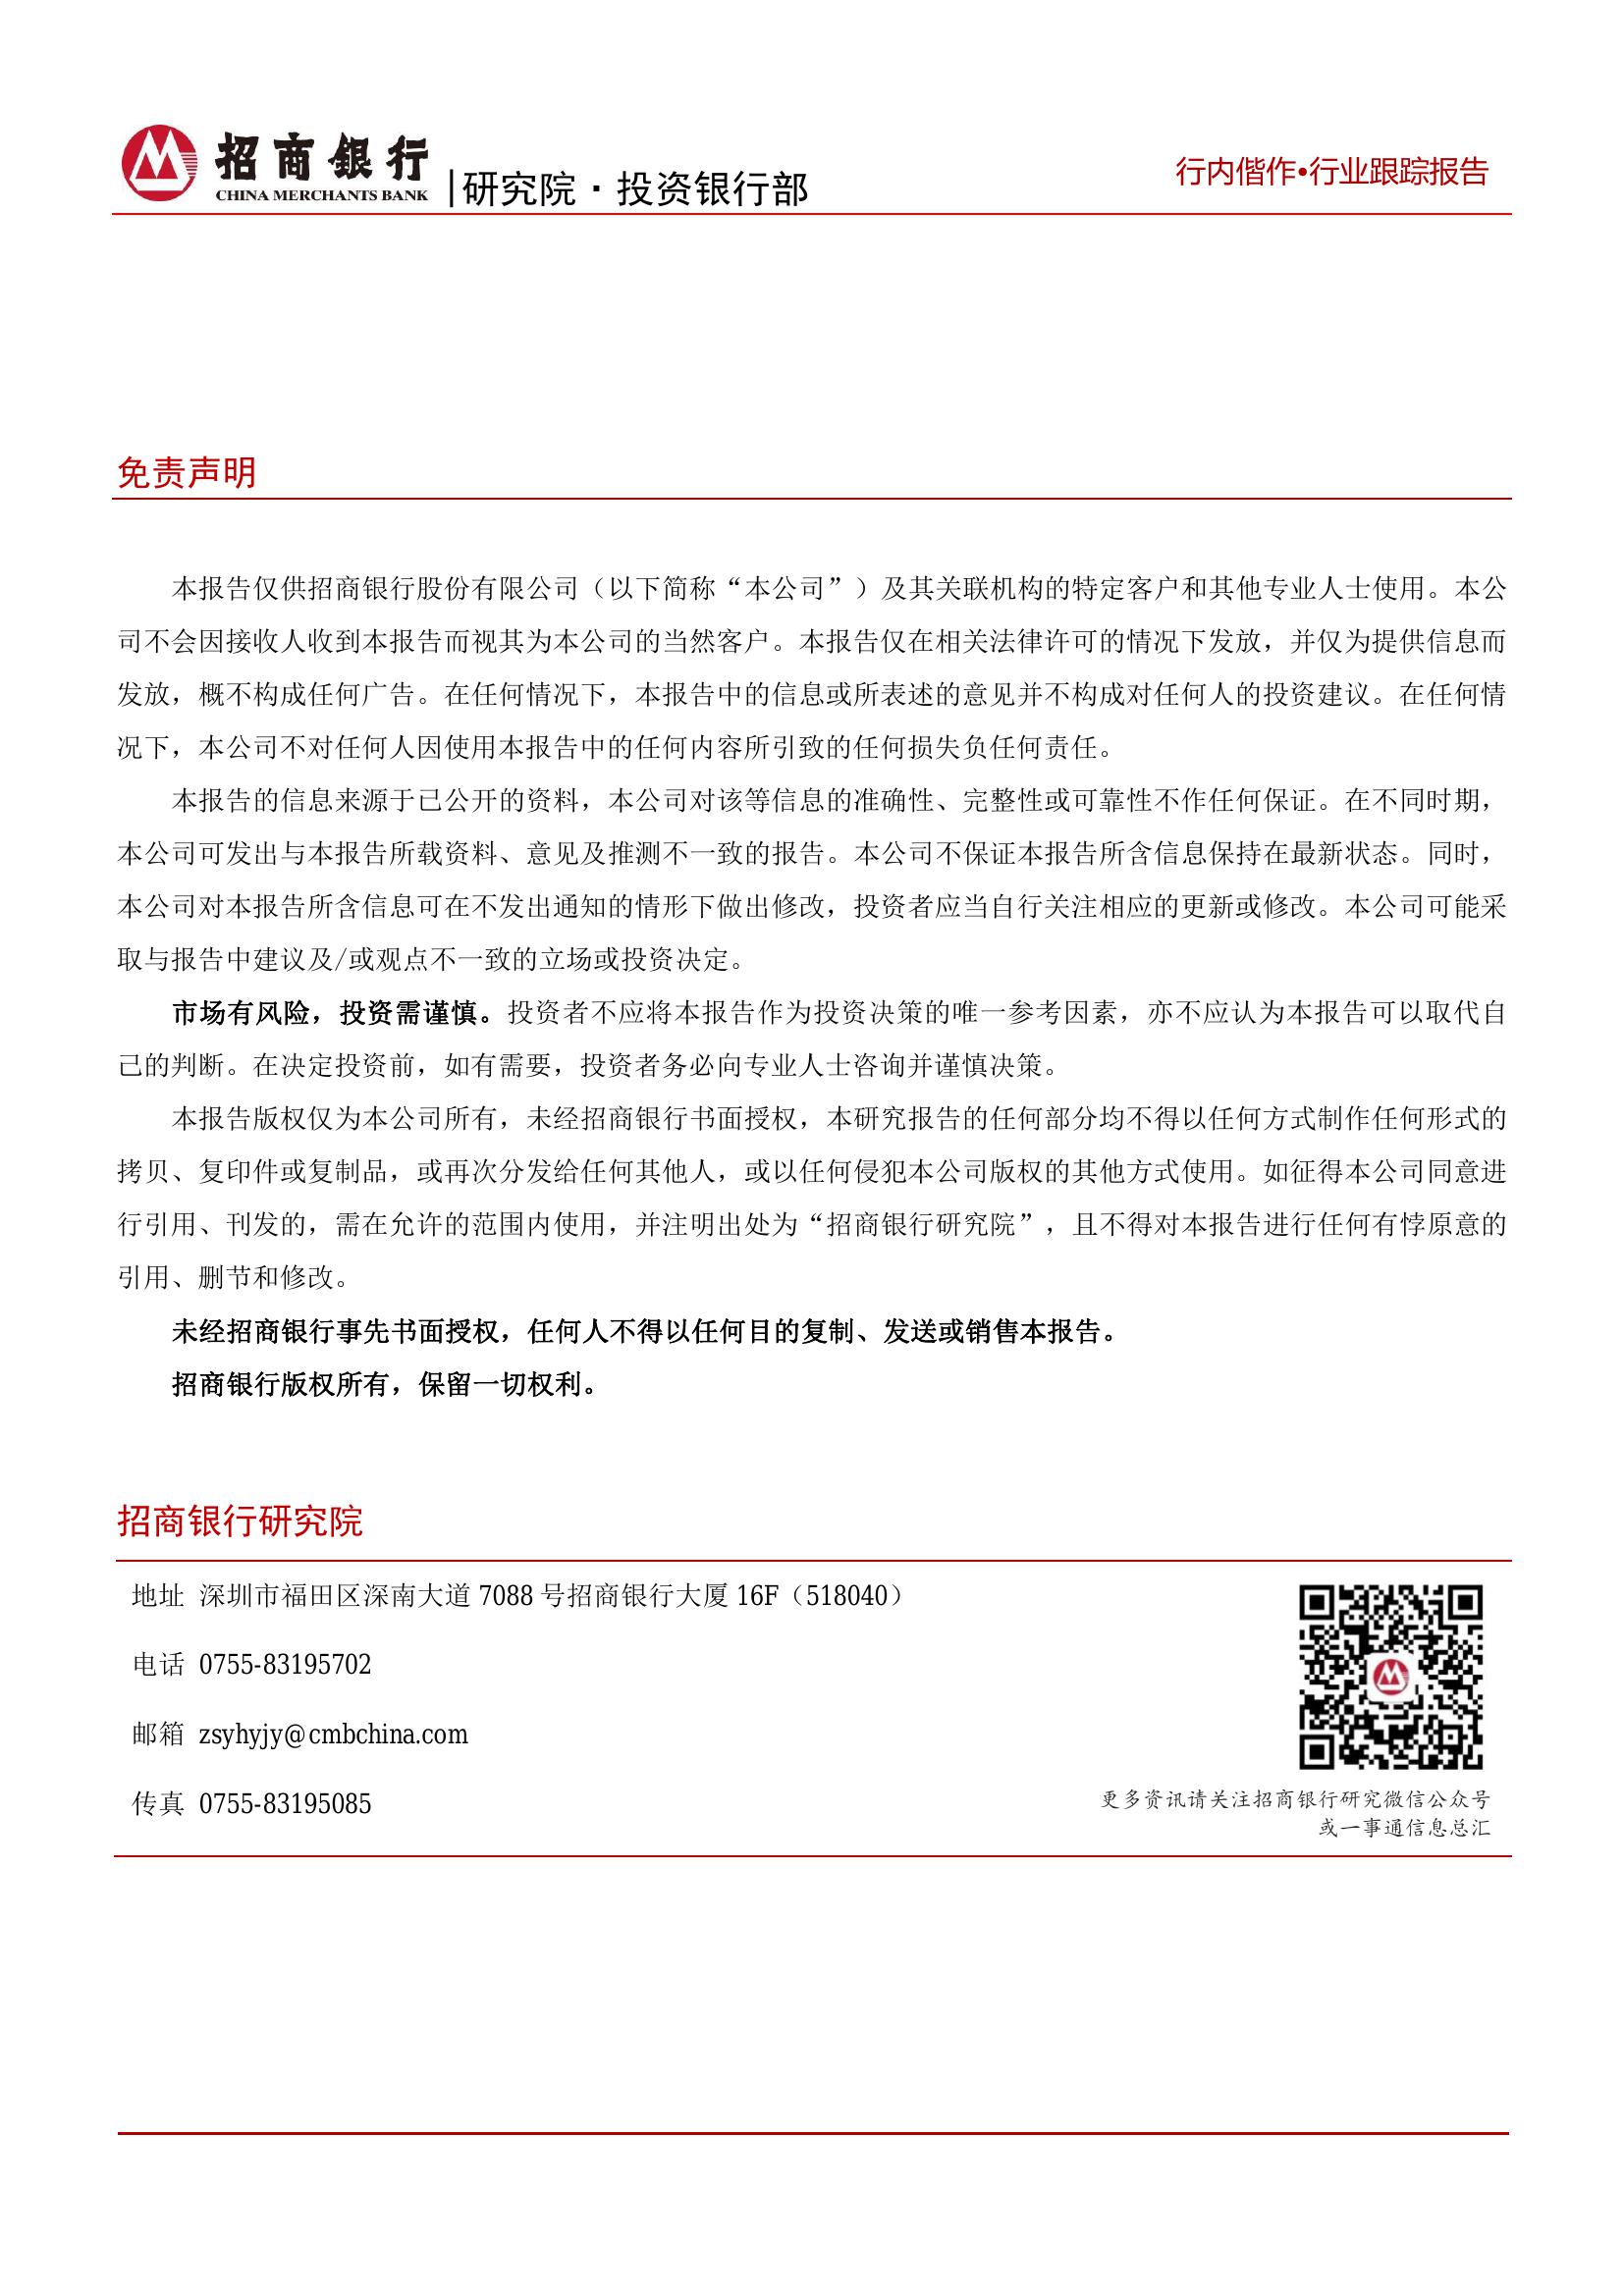 招商银行
CHINA MERCHANTS BANK
|研究院·投资银行部
行内偕作•行业跟踪报告
免责声明
本报告仅供招商银行股份有限公司（以下简称“本公司”）及其关联机构的特定客户和其他专业人士使用。本公
司不会因接收人收到本报告而视其为本公司的当然客户。本报告仅在相关法律许可的情况下发放，并仅为提供信息而
发放，概不构成任何广告。在任何情况下，本报告中的信息或所表述的意见并不构成对任何人的投资建议。在任何情
况下，本公司不对任何人因使用本报告中的任何内容所引致的任何损失负任何责任。
本报告的信息来源于已公开的资料，本公司对该等信息的准确性、完整性或可靠性不作任何保证。在不同时期，
本公司可发出与本报告所载资料、意见及推测不一致的报告。本公司不保证本报告所含信息保持在最新状态。同时，
本公司对本报告所含信息可在不发出通知的情形下做出修改，投资者应当自行关注相应的更新或修改。本公司可能采
取与报告中建议及/或观点不一致的立场或投资决定。
市场有风险，投资需谨慎。投资者不应将本报告作为投资决策的唯一参考因素，亦不应认为本报告可以取代自
己的判断。在决定投资前，如有需要，投资者务必向专业人士咨询并谨慎决策。
本报告版权仅为本公司所有，未经招商银行书面授权，本研究报告的任何部分均不得以任何方式制作任何形式的
拷贝、复印件或复制品，或再次分发给任何其他人，或以任何侵犯本公司版权的其他方式使用。如征得本公司同意进
行引用、刊发的，需在允许的范围内使用，并注明出处为“招商银行研究院”，且不得对本报告进行任何有悖原意的
引用、删节和修改。
未经招商银行事先书面授权，任何人不得以任何目的复制、发送或销售本报告。
招商银行版权所有，保留一切权利。
招商银行研究院
地址 深圳市福田区深南大道 7088 号招商银行大厦 16F（518040）
电话 0755-83195702
邮箱 zsyhyjy@cmbchina.com
传真 0755-83195085
更多资讯请关注招商银行研究微信公众号
或一事通信息总汇